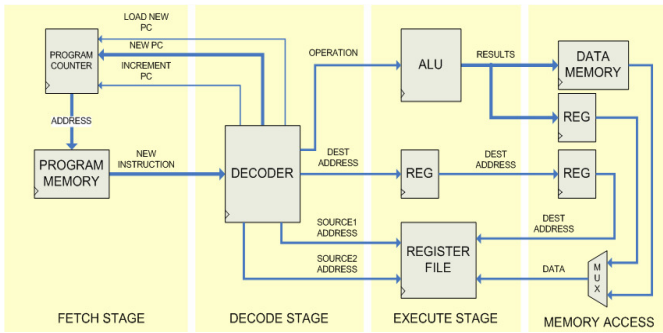 LOAD NEW
PC
NEW PC
INCREMENT
PC
PROGRAM
COUNTER
ADDRESS
PROGRAM
MEMORY
NEW
INSTRUCTION
DECODER
OPERATION
DEST
ADDRESS
SOURCE1
ADDRESS
SOURCE2
ADDRESS
ALU
RESULTS
REG
DEST
ADDRESS
REGISTER
FILE
DATA
MEMORY
REG
REG
DEST
ADDRESS
DATA
MUX
FETCH STAGE
DECODE STAGE
EXECUTE STAGE
MEMORY ACCESS